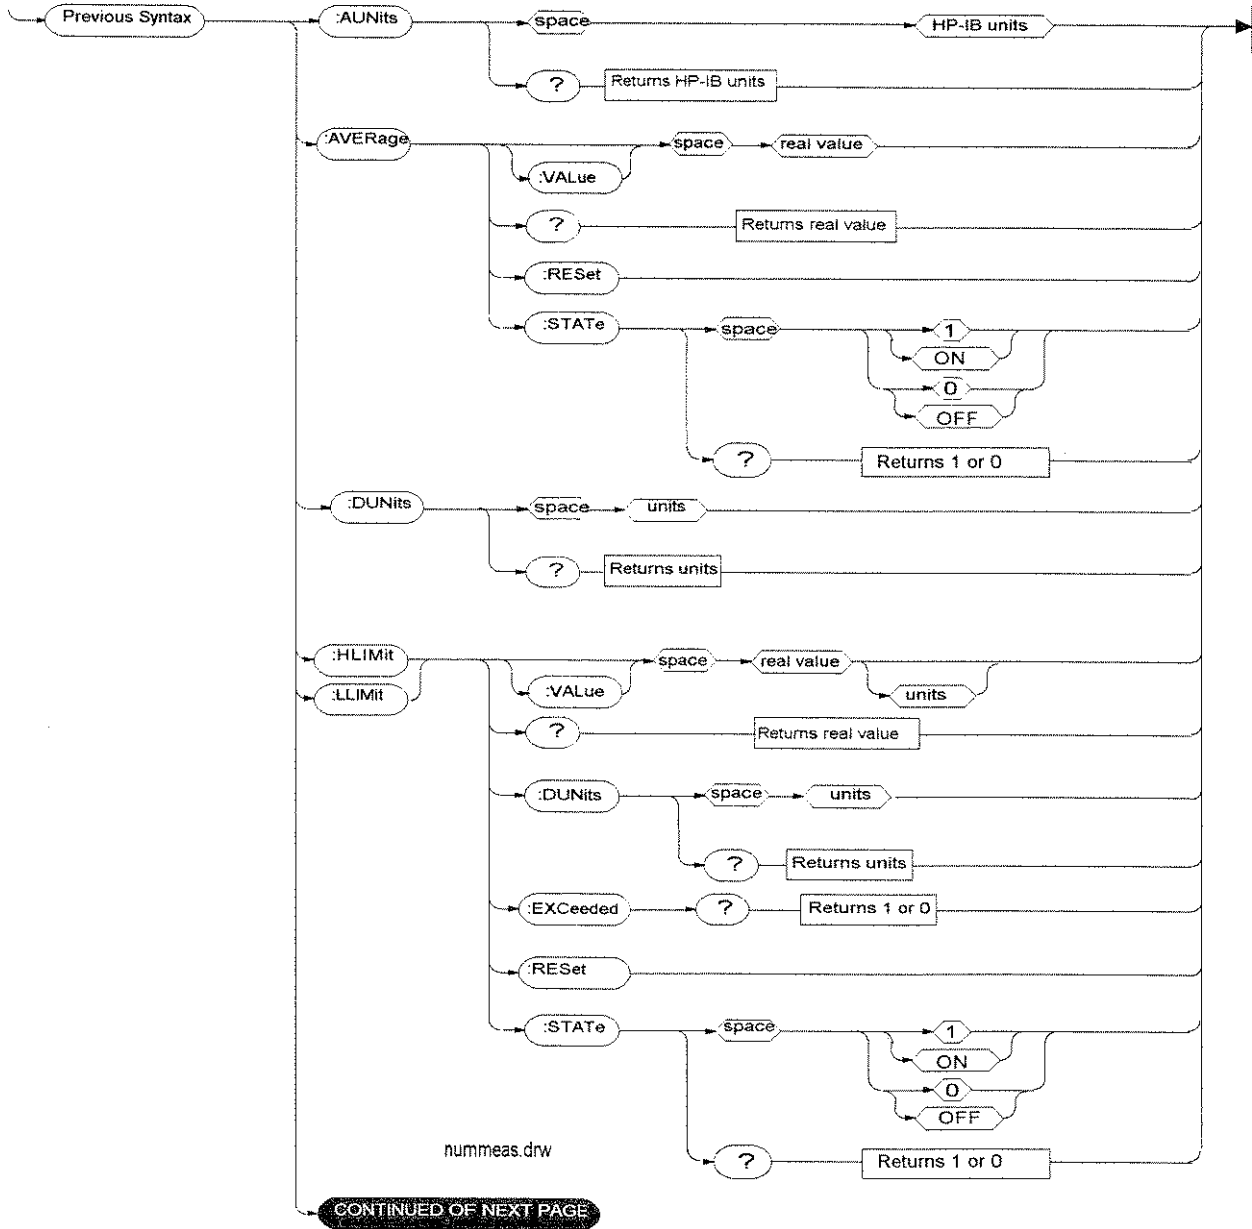 Previous Syntax :AUNits space HP-IB units
? Returns HP-IB units
:AVERage space real value
:VALue
? Returns real value
:RESet
:STATe space 1
ON
0
OFF
? Returns 1 or 0
:DUNits space units
? Returns units
:HLIMit space real value
:LLIMit :VALue units
? Returns real value
:DUNits space units
? Returns units
:EXCeeded ? Returns 1 or 0
:RESet
:STATe space 1
ON
0
OFF
nummeas.drw
? Returns 1 or 0
CONTINUED OF NEXT PAGE